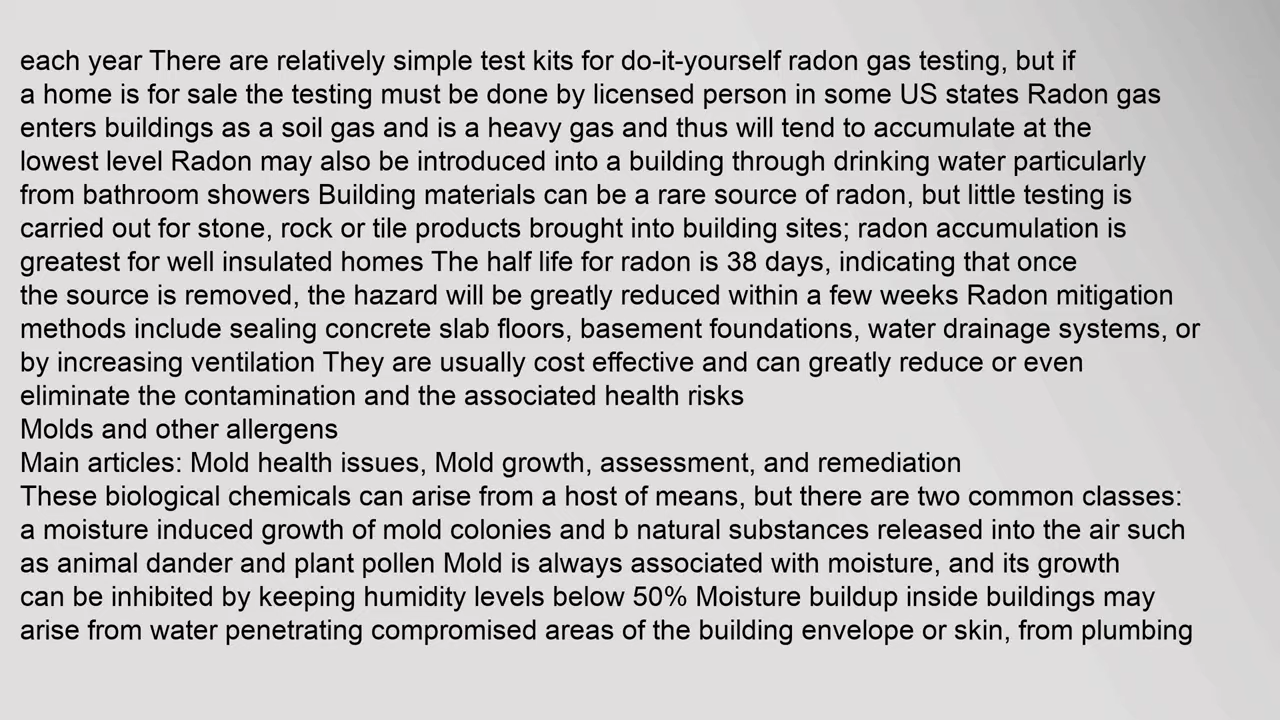 each year There are relatively simple test kits for do-it-yourself radon gas testing, but if
a home is for sale the testing must be done by licensed person in some US states Radon gas
enters buildings as a soil gas and is a heavy gas and thus will tend to accumulate at the
lowest level Radon may also be introduced into a building through drinking water particularly
from bathroom showers Building materials can be a rare source of radon, but little testing is
carried out for stone, rock or tile products brought into building sites; radon accumulation is
greatest for well insulated homes The half life for radon is 38 days, indicating that once
the source is removed, the hazard will be greatly reduced within a few weeks Radon mitigation
methods include sealing concrete slab floors, basement foundations, water drainage systems, or
by increasing ventilation They are usually cost effective and can greatly reduce or even
eliminate the contamination and the associated health risks
Molds and other allergens
Main articles: Mold health issues, Mold growth, assessment, and remediation
These biological chemicals can arise from a host of means, but there are two common classes:
a moisture induced growth of mold colonies and b natural substances released into the air such
as animal dander and plant pollen Mold is always associated with moisture, and its growth
can be inhibited by keeping humidity levels below 50% Moisture buildup inside buildings may
arise from water penetrating compromised areas of the building envelope or skin, from plumbing